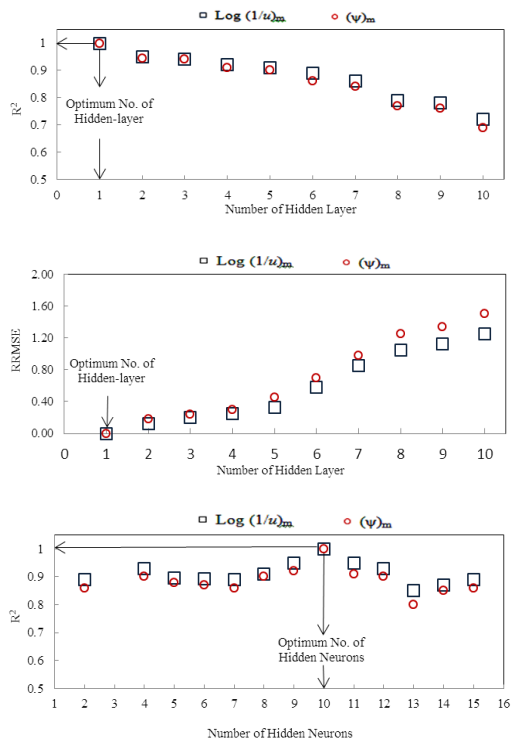 Log (1/u)m (ψ)m
1
0.9
0.8
0.7
0.6
0.5
R2
Optimum No. of
Hidden-layer
0 1 2 3 4 5 6 7 8 9 10
Number of Hidden Layer
Log (1/u)m (ψ)m
2.00
1.60
1.20
0.80
0.40
0.00
RRMSE
Optimum No. of
Hidden-layer
0 1 2 3 4 5 6 7 8 9 10
Number of Hidden Layer
Log (1/u)m (ψ)m
1
0.9
0.8
0.7
0.6
0.5
R2
Optimum No. of
Hidden Neurons
1 2 3 4 5 6 7 8 9 10 11 12 13 14 15 16
Number of Hidden Neurons